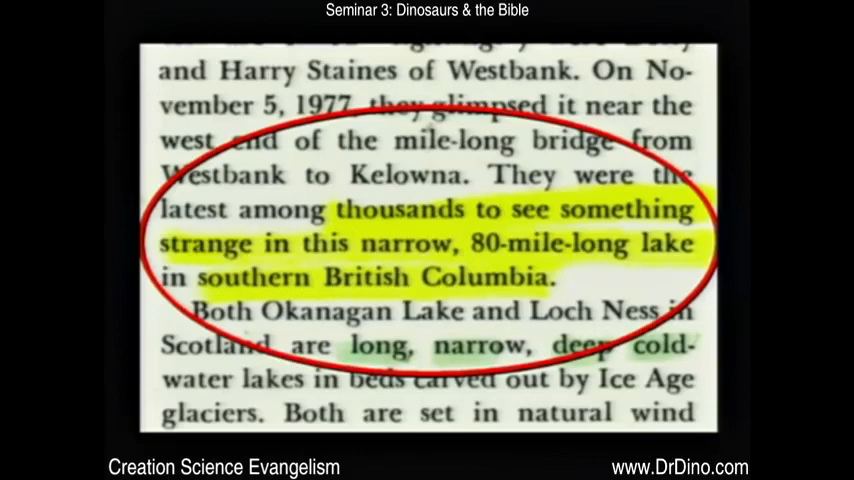 Seminar 3: Dinosaurs & the Bible
and Harry Staines of Westbank. On No-
vember 5, 1977, they glimpsed it near the
west end of the mile-long bridge from
Westbank to Kelowna. They were the
latest among thousands to see something
strange in this narrow, 80-mile-long lake
in southern British Columbia.
Both Okanagan Lake and Loch Ness in
Scotland are long, narrow, deep cold-
water lakes in beds carved out by Ice Age
glaciers. Both are set in natural wind
Creation Science Evangelism
www.DrDino.com